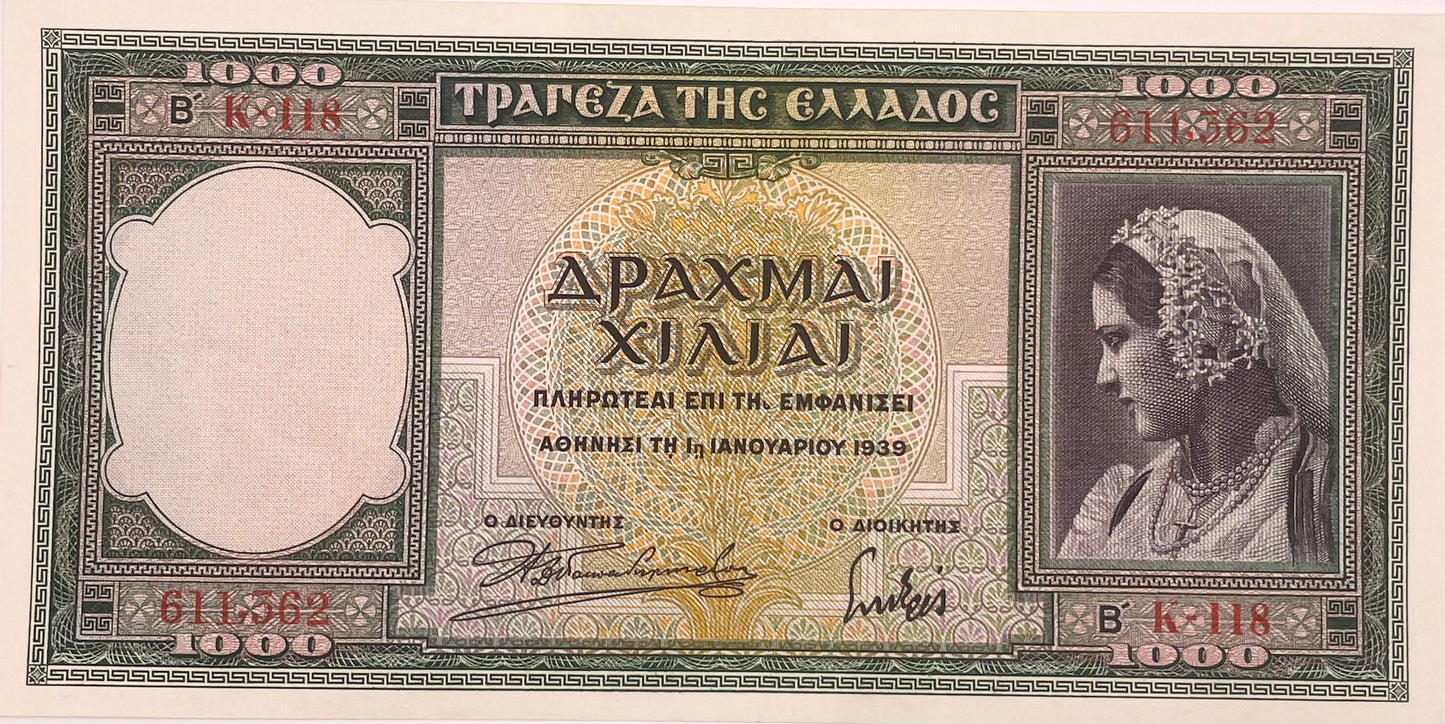 1000
1000
Β΄ Κ-118
ΤΡΑΠΕΖΑ ΤΗΣ ΕΛΛΑΔΟΣ
611,362
ΔΡΑΧΜΑΙ
ΧΙΛΙΑΙ
ΠΛΗΡΩΤΕΑΙ ΕΠΙ ΤΗ ΕΜΦΑΝΙΣΕΙ
ΑΘΗΝΗΣΙ Τῌ 1η ΙΑΝΟΥΑΡΙΟΥ 1939
Ο ΔΙΕΥΘΥΝΤΗΣ
Ο ΔΙΟΙΚΗΤΗΣ
611,362
Β΄ Κ-118
1000
1000